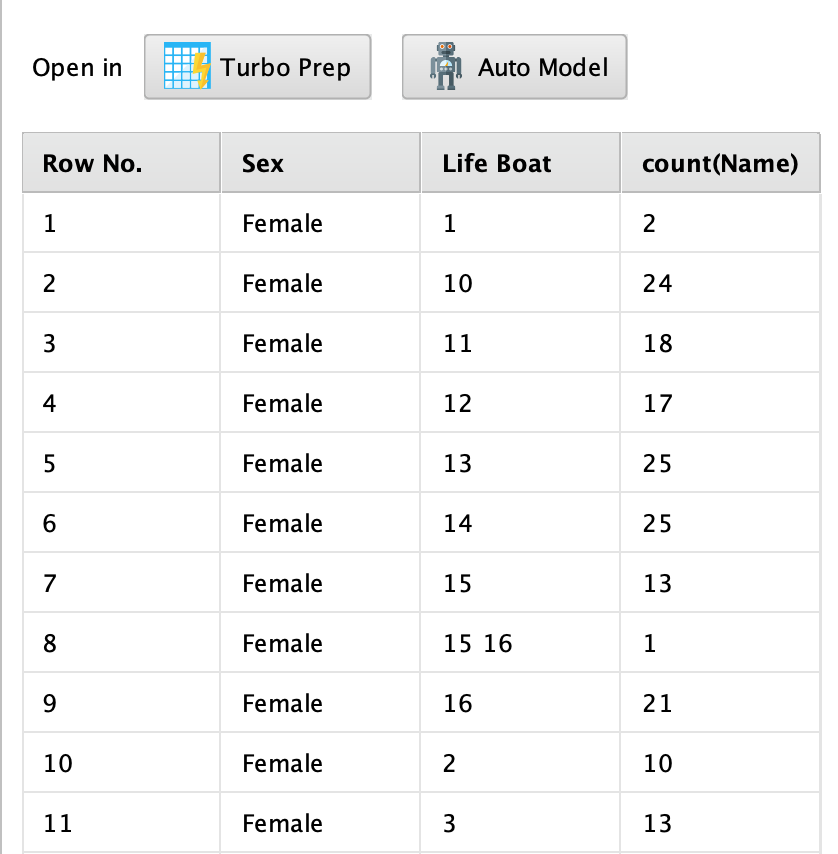 Open in Turbo Prep Auto Model
Row No. Sex Life Boat count(Name)
1 Female 1 2
2 Female 10 24
3 Female 11 18
4 Female 12 17
5 Female 13 25
6 Female 14 25
7 Female 15 13
8 Female 15 16 1
9 Female 16 21
10 Female 2 10
11 Female 3 13